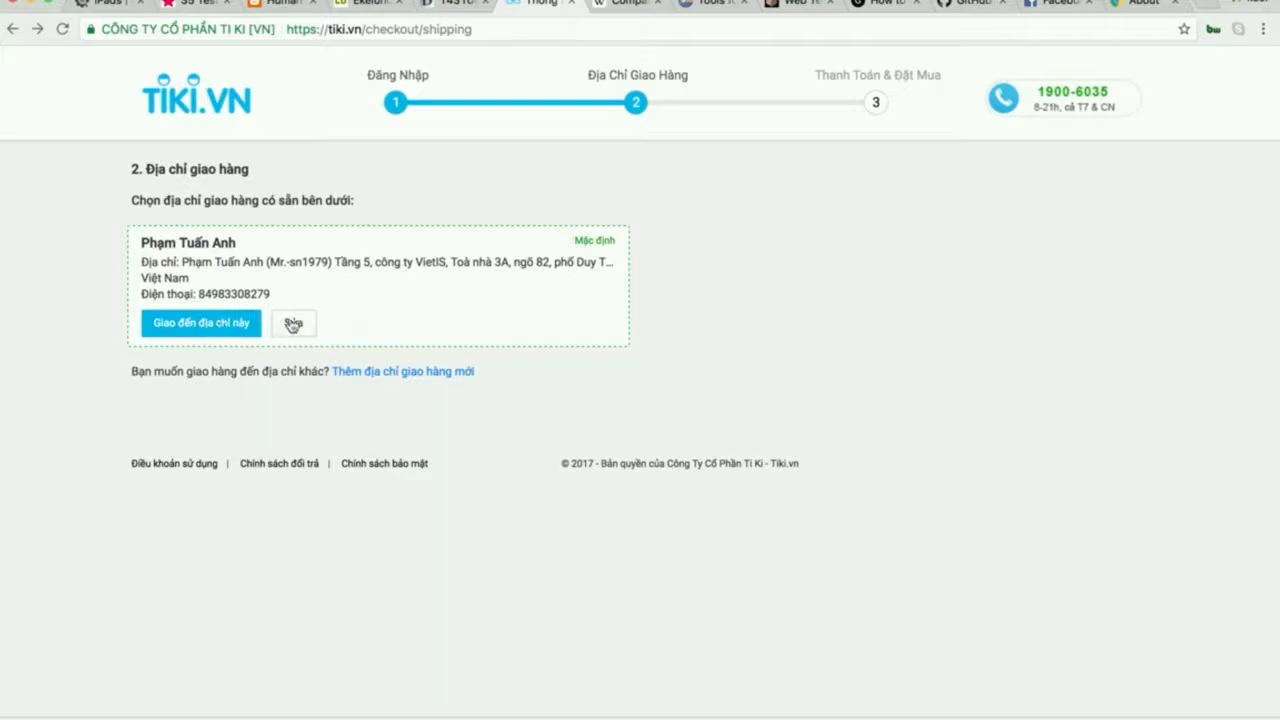 iPads
S5 Test
Human
CÔNG TY CỔ PHẦN TI KI [VN] https://tiki.vn/checkout/shipping
TIKI.VN
Đăng Nhập
Địa Chỉ Giao Hàng
Thanh Toán & Đặt Mua
1
2
3
1900-6035
8-21h, cả T7 & CN
2. Địa chỉ giao hàng
Chọn địa chỉ giao hàng có sẵn bên dưới:
Phạm Tuấn Anh
Mặc định
Địa chỉ: Phạm Tuấn Anh (Mr.-sn1979) Tầng 5, công ty VietIS, Toà nhà 3A, ngõ 82, phố Duy T...
Việt Nam
Điện thoại: 84983308279
Giao đến địa chỉ này
Bạn muốn giao hàng đến địa chỉ khác? Thêm địa chỉ giao hàng mới
Điều khoản sử dụng | Chính sách đổi trả | Chính sách bảo mật
© 2017 - Bản quyền của Công Ty Cổ Phần Ti Ki - Tiki.vn